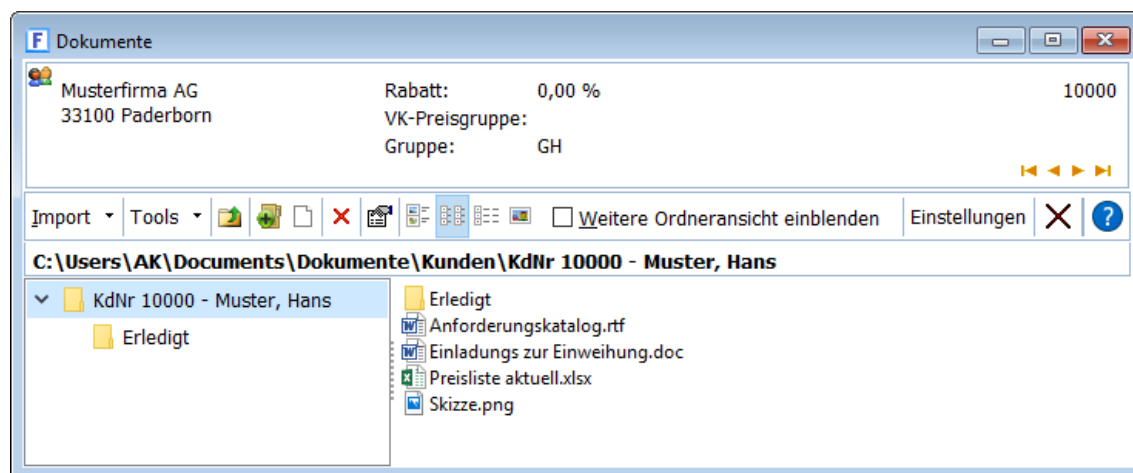 F Dokumente
Musterfirma AG Rabatt: 0,00 % 10000
33100 Paderborn VK-Preisgruppe:
Gruppe: GH
Import Tools Weitere Ordneransicht einblenden Einstellungen ?
C:\Users\AK\Documents\Dokumente\Kunden\KdNr 10000 - Muster, Hans
KdNr 10000 - Muster, Hans
Erledigt
Erledigt
Anforderungskatalog.rtf
Einladungs zur Einweihung.doc
Preisliste aktuell.xlsx
Skizze.png